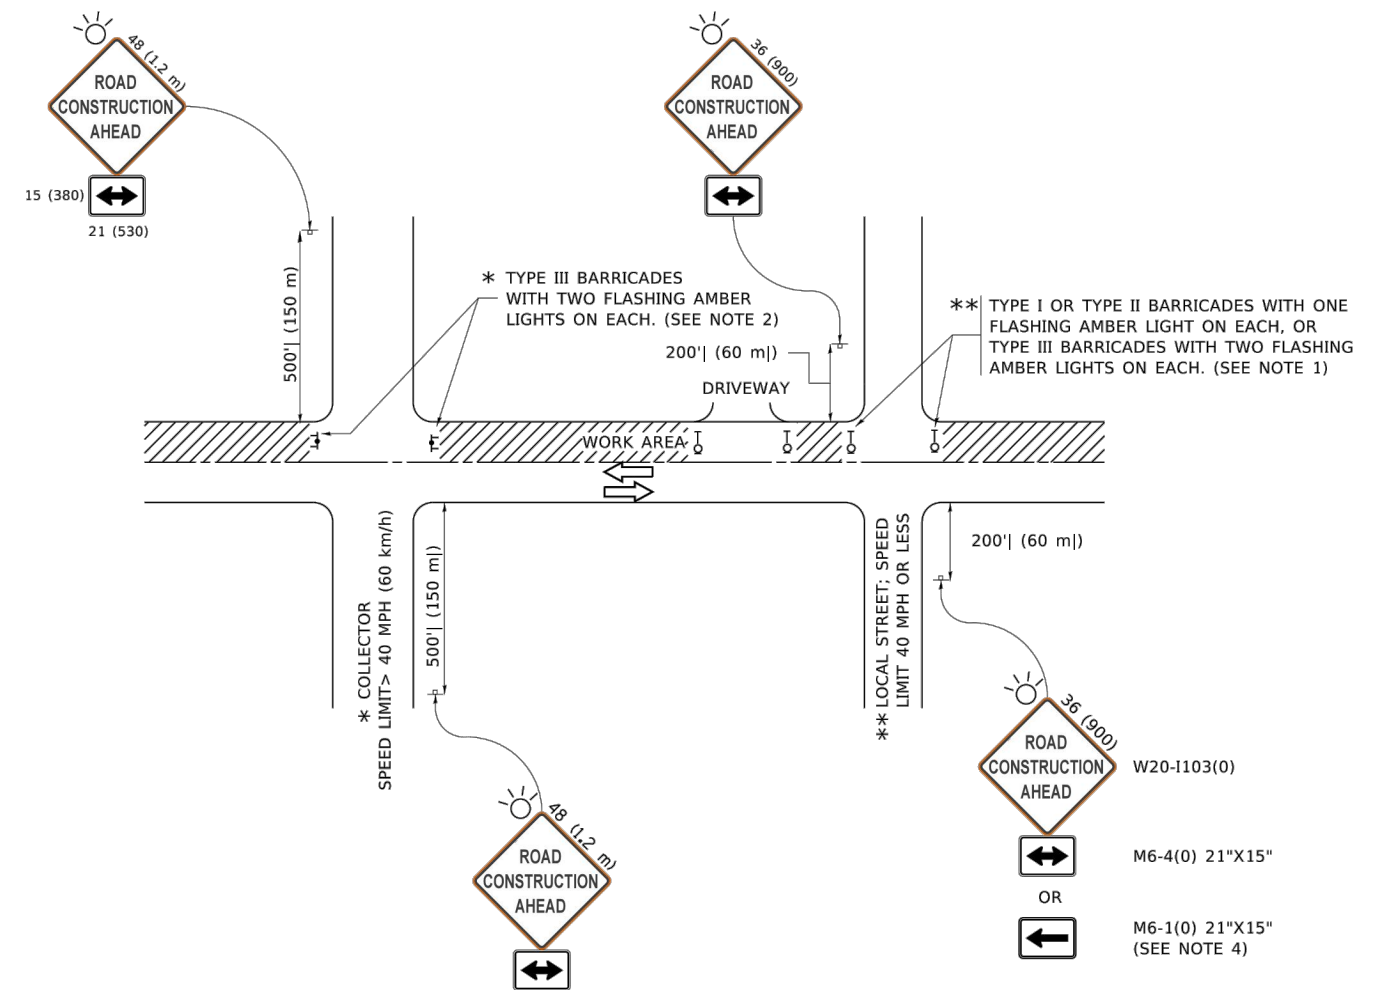 48 (1.2 m)
ROAD
CONSTRUCTION
AHEAD
15 (380)
21 (530)
36 (900)
ROAD
CONSTRUCTION
AHEAD
500'| (150 m)
* TYPE III BARRICADES
WITH TWO FLASHING AMBER
LIGHTS ON EACH. (SEE NOTE 2)
200'| (60 m|)
DRIVEWAY
** TYPE I OR TYPE II BARRICADES WITH ONE
FLASHING AMBER LIGHT ON EACH, OR
TYPE III BARRICADES WITH TWO FLASHING
AMBER LIGHTS ON EACH. (SEE NOTE 1)
WORK AREA
* COLLECTOR
SPEED LIMIT> 40 MPH (60 km/h)
500'| (150 m|)
** LOCAL STREET; SPEED
LIMIT 40 MPH OR LESS
200'| (60 m|)
48 (1.2 m)
ROAD
CONSTRUCTION
AHEAD
36 (900)
ROAD
CONSTRUCTION
AHEAD
W20-I103(0)
M6-4(0) 21"X15"
OR
M6-1(0) 21"X15"
(SEE NOTE 4)